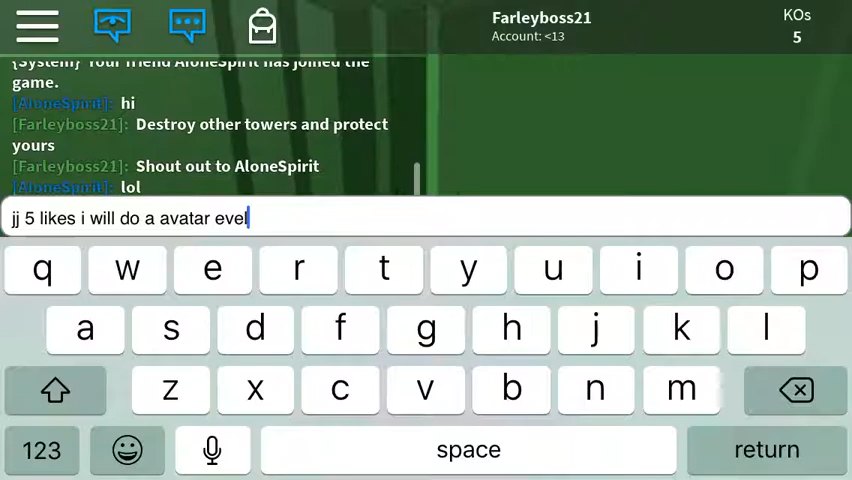 Farleyboss21
Account: <13
KOs
5
{System} Your friend AloneSpirit has joined the
game.
[AloneSpirit]: hi
[Farleyboss21]: Destroy other towers and protect
yours
[Farleyboss21]: Shout out to AloneSpirit
[AloneSpirit]: lol
jj 5 likes i will do a avatar evel
q w e r t y u i o p
a s d f g h j k l
z x c v b n m
123 space return